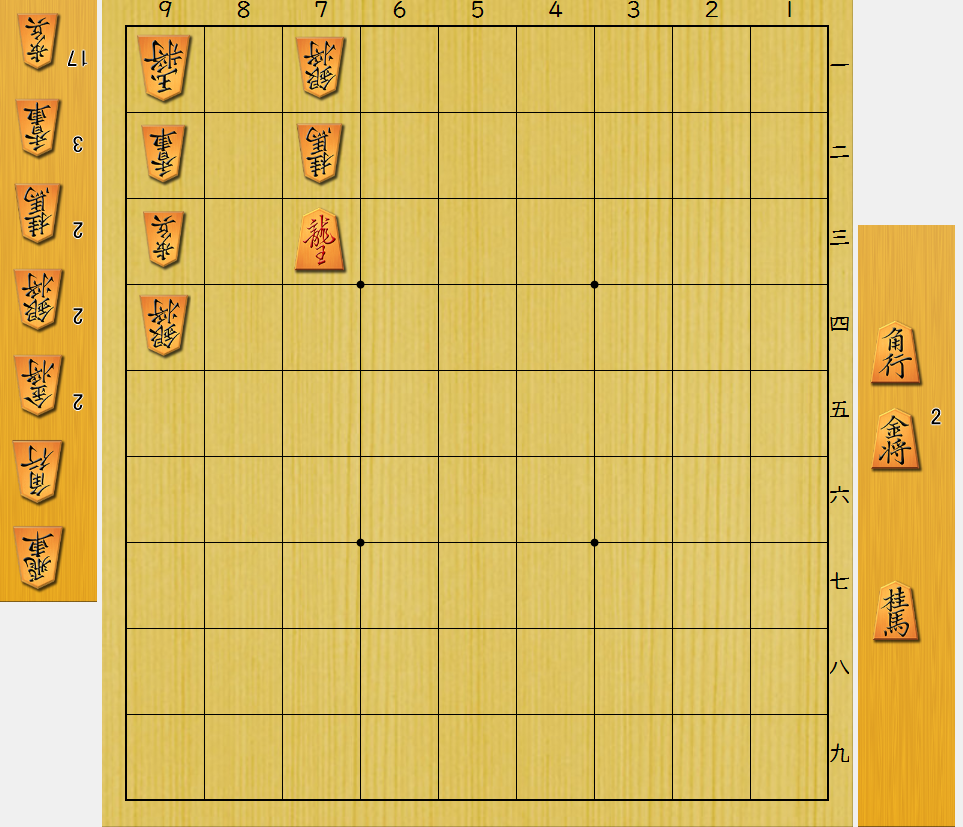 9 8 7 6 5 4 3 2 1
一
二
三
四
五
六
七
八
九
歩兵 17
香車 3
桂馬 2
銀将 2
金将 2
角行
飛車
玉将 銀将
香車 桂馬
歩兵 龍王
銀将
角行
金将 2
桂馬